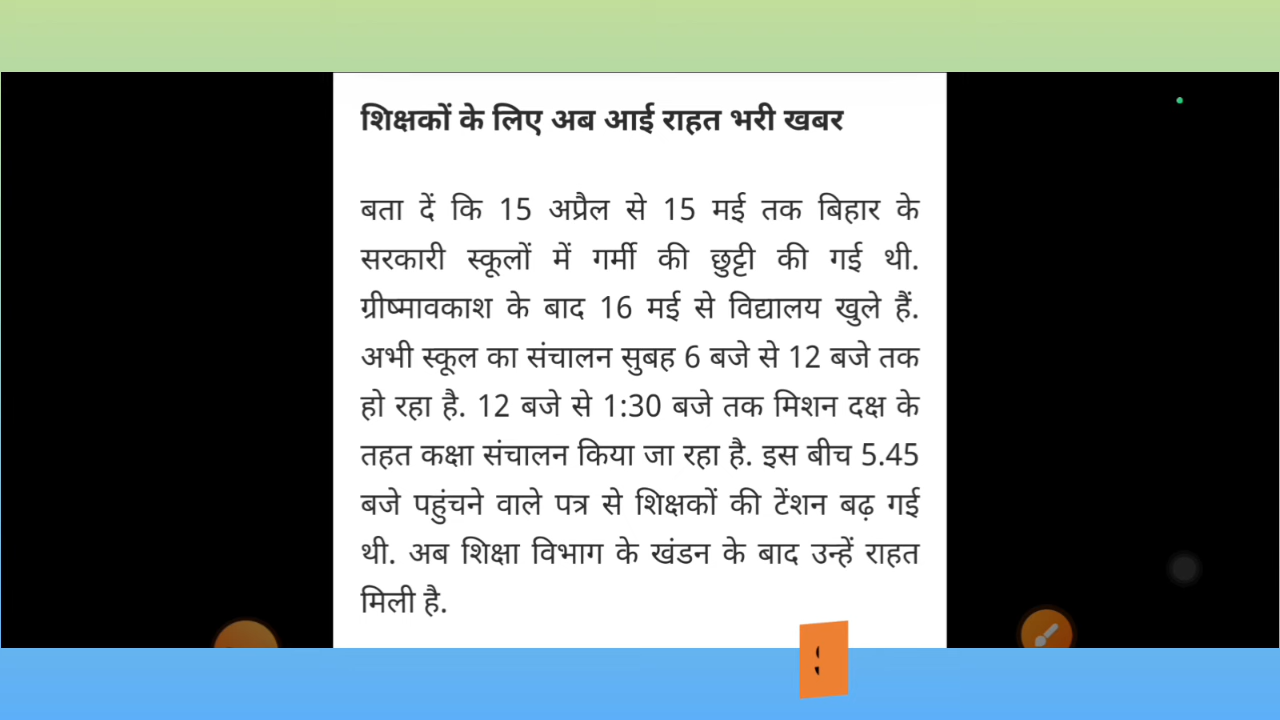 शिक्षकों के लिए अब आई राहत भरी खबर
बता दें कि 15 अप्रैल से 15 मई तक बिहार के
सरकारी स्कूलों में गर्मी की छुट्टी की गई थी.
ग्रीष्मावकाश के बाद 16 मई से विद्यालय खुले हैं.
अभी स्कूल का संचालन सुबह 6 बजे से 12 बजे तक
हो रहा है. 12 बजे से 1:30 बजे तक मिशन दक्ष के
तहत कक्षा संचालन किया जा रहा है. इस बीच 5.45
बजे पहुंचने वाले पत्र से शिक्षकों की टेंशन बढ़ गई
थी. अब शिक्षा विभाग के खंडन के बाद उन्हें राहत
मिली है.